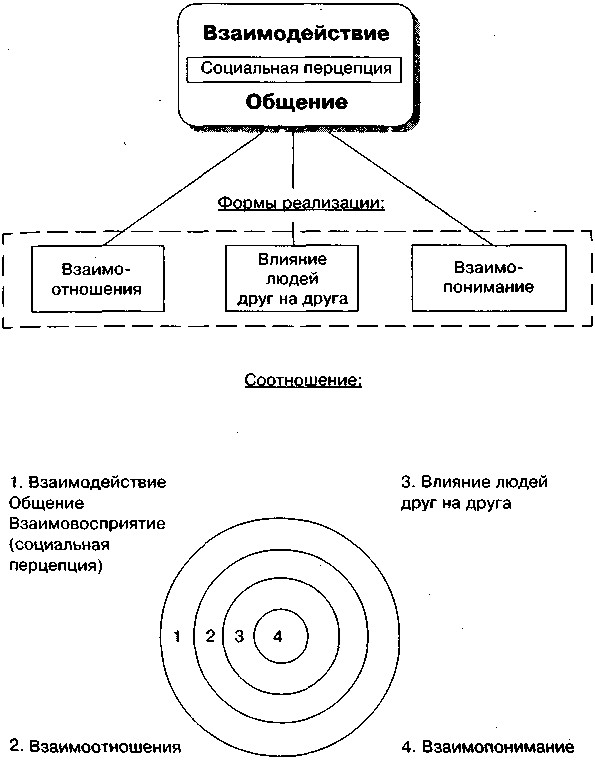 Взаимодействие
Социальная перцепция
Общение
Формы реализации:
Взаимо-
отношения
Влияние
людей
друг на друга
Взаимо-
понимание
Соотношение:
1. Взаимодействие
Общение
Взаимовосприятие
(социальная
перцепция)
3. Влияние людей
друг на друга
1 2 3 4
2. Взаимоотношения
4. Взаимопонимание